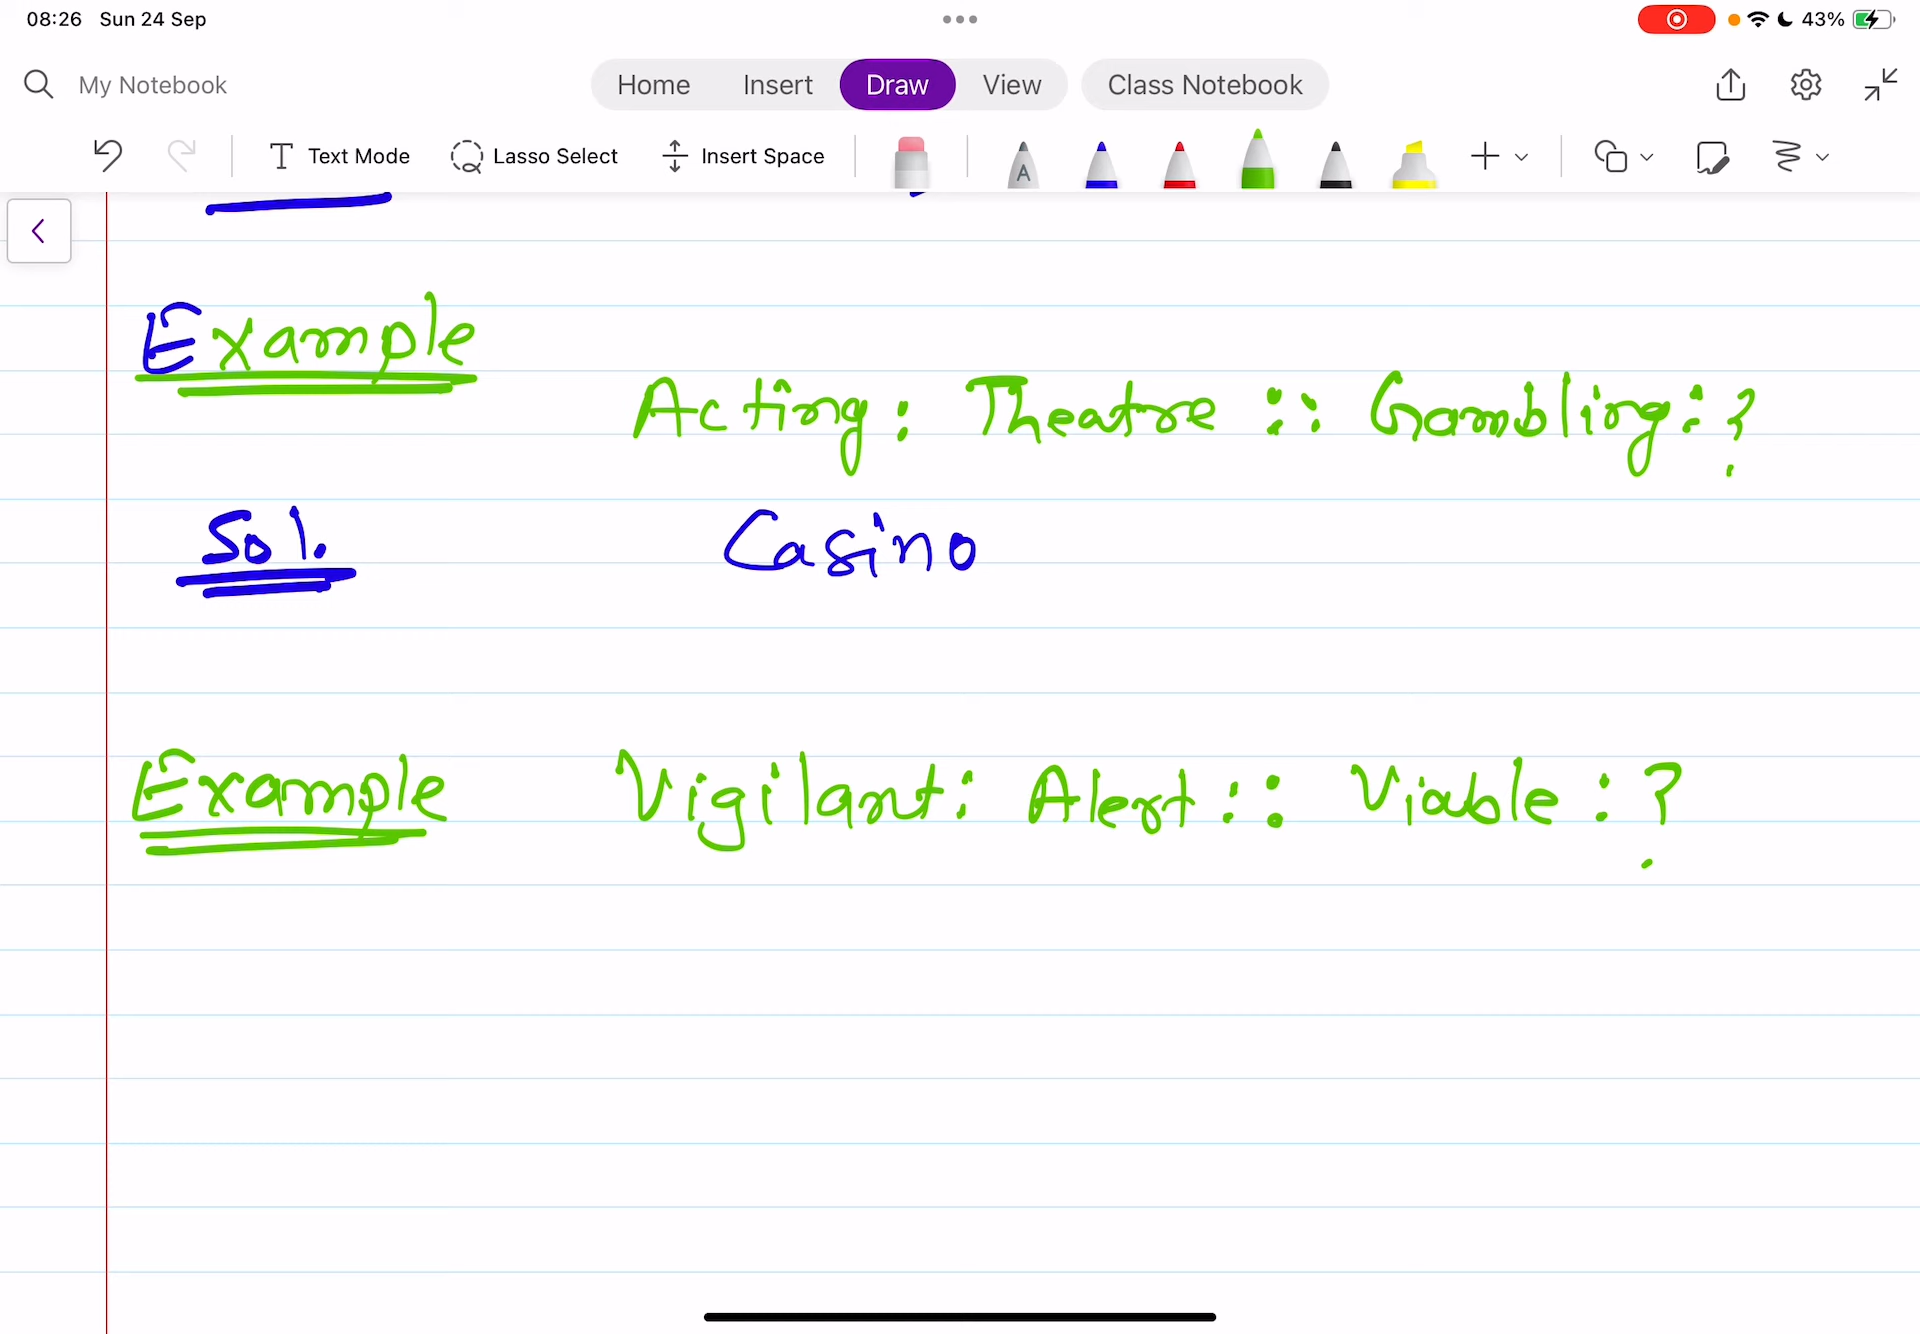 08:26 Sun 24 Sep 43%
My Notebook Home Insert Draw View Class Notebook
Text Mode Lasso Select Insert Space A
Example
Acting : Theatre :: Gambling : ?
Sol. Casino
Example Vigilant : Alert :: Viable : ?